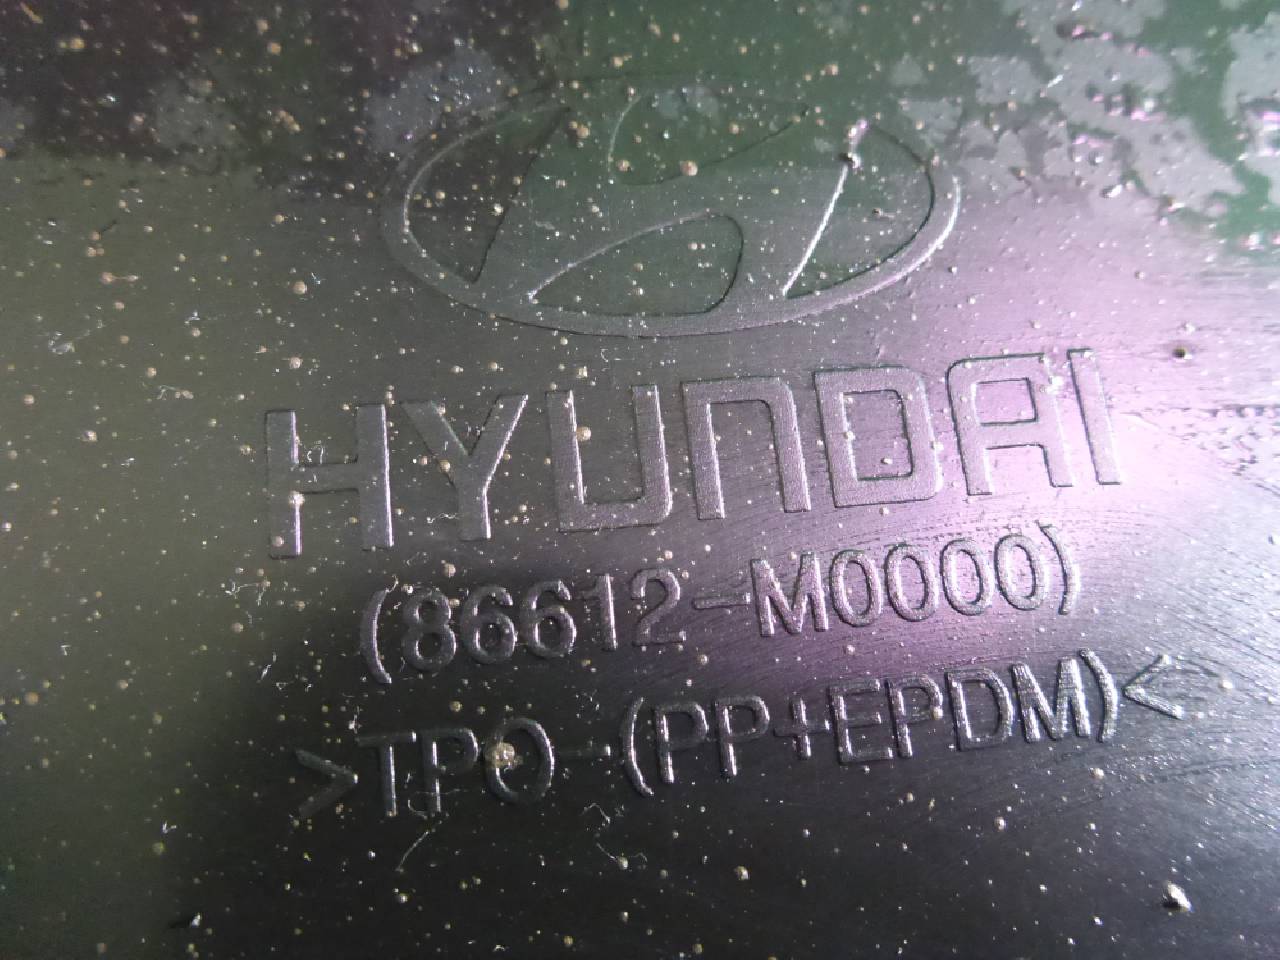 HYUNDAI
(86612-M0000)
>TPO-(PP+EPDM)<